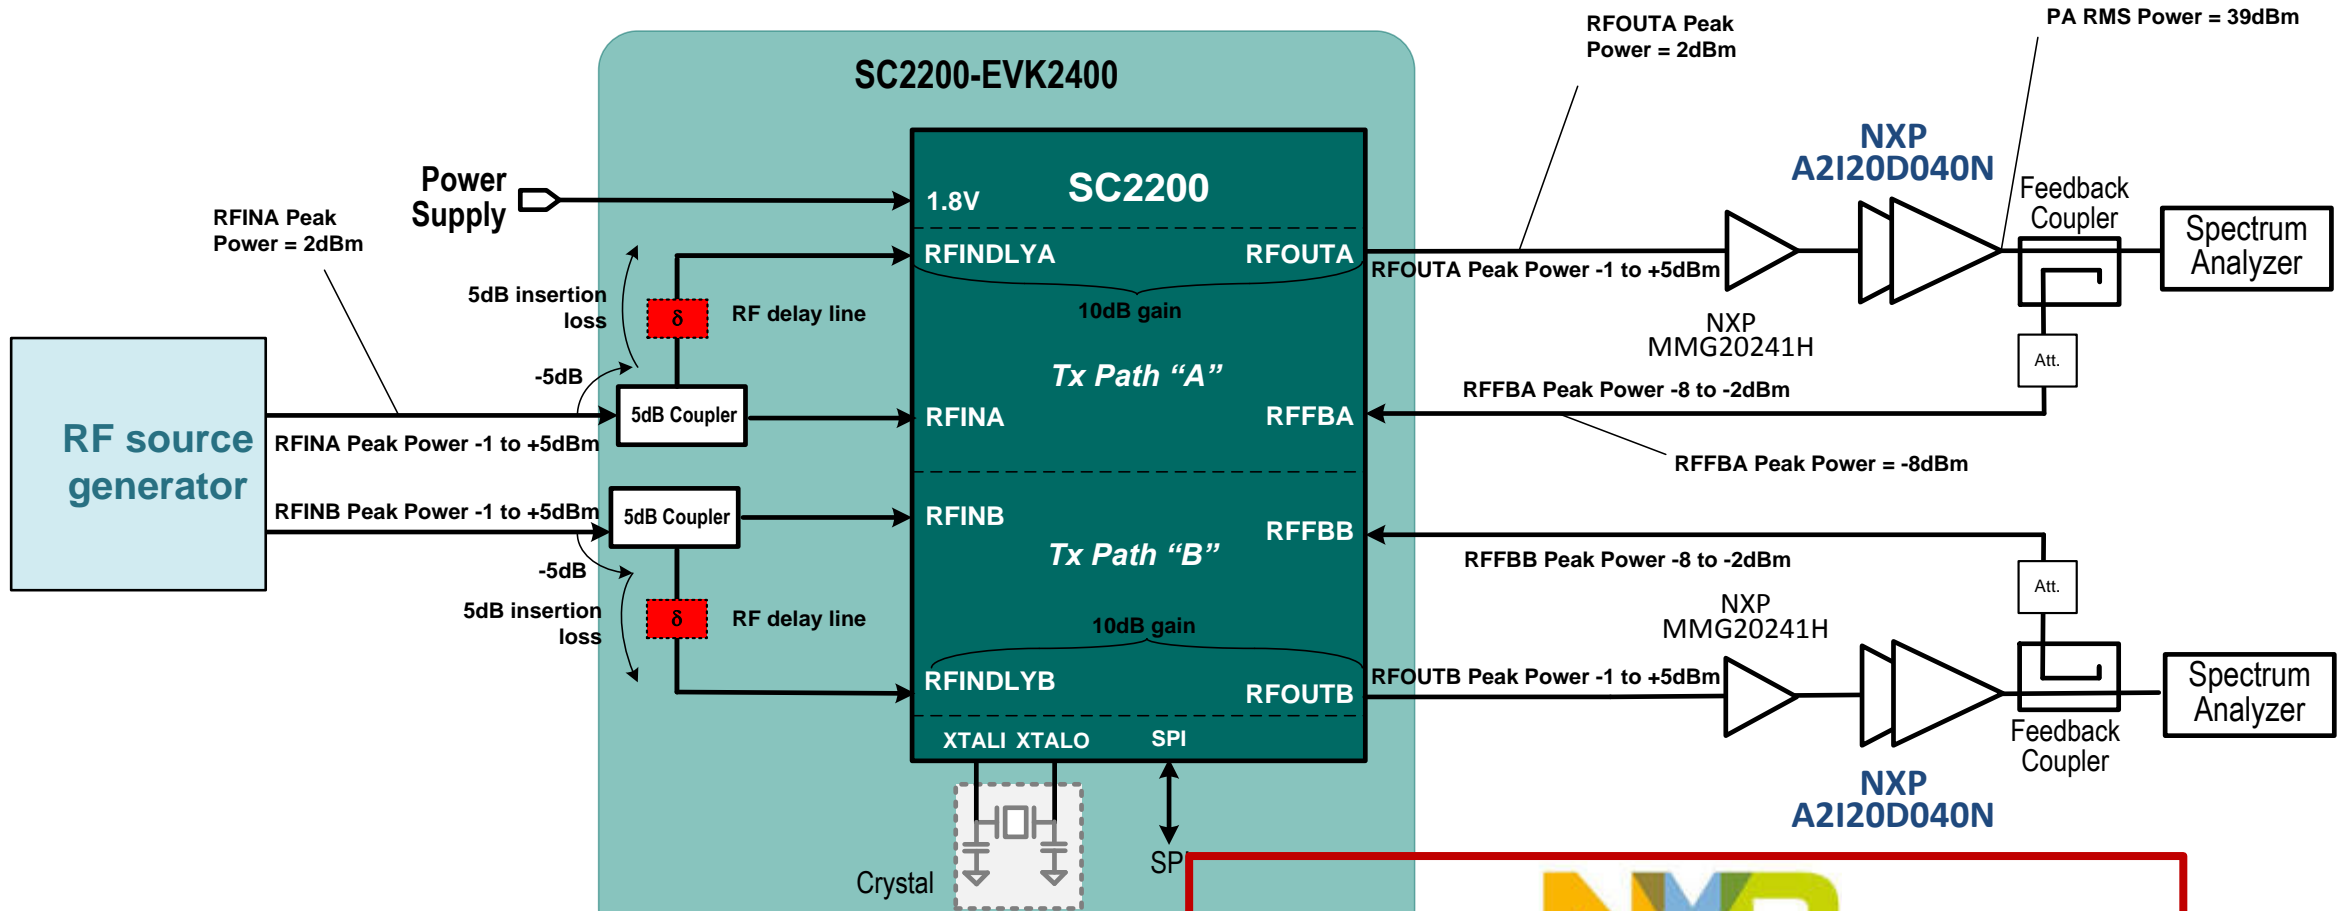 RFOUTA Peak
Power = 2dBm
PA RMS Power = 39dBm
SC2200-EVK2400
NXP
A2I20D040N
Power
Supply
1.8V
SC2200
Feedback
Coupler
RFINA Peak
Power = 2dBm
RFINDLYA
RFOUTA
RFOUTA Peak Power -1 to +5dBm
Spectrum
Analyzer
5dB insertion
loss
δ
RF delay line
10dB gain
NXP
MMG20241H
Att.
-5dB
Tx Path “A”
RFFBA Peak Power -8 to -2dBm
5dB Coupler
RFINA
RFFBA
RF source
generator
RFINA Peak Power -1 to +5dBm
RFFBA Peak Power = -8dBm
RFINB Peak Power -1 to +5dBm
5dB Coupler
RFINB
RFFBB
Tx Path “B”
RFFBB Peak Power -8 to -2dBm
-5dB
Att.
5dB insertion
loss
δ
RF delay line
10dB gain
NXP
MMG20241H
RFINDLYB
RFOUTB
RFOUTB Peak Power -1 to +5dBm
Spectrum
Analyzer
XTALI XTALO
SPI
Feedback
Coupler
NXP
A2I20D040N
Crystal
SPI
NXP